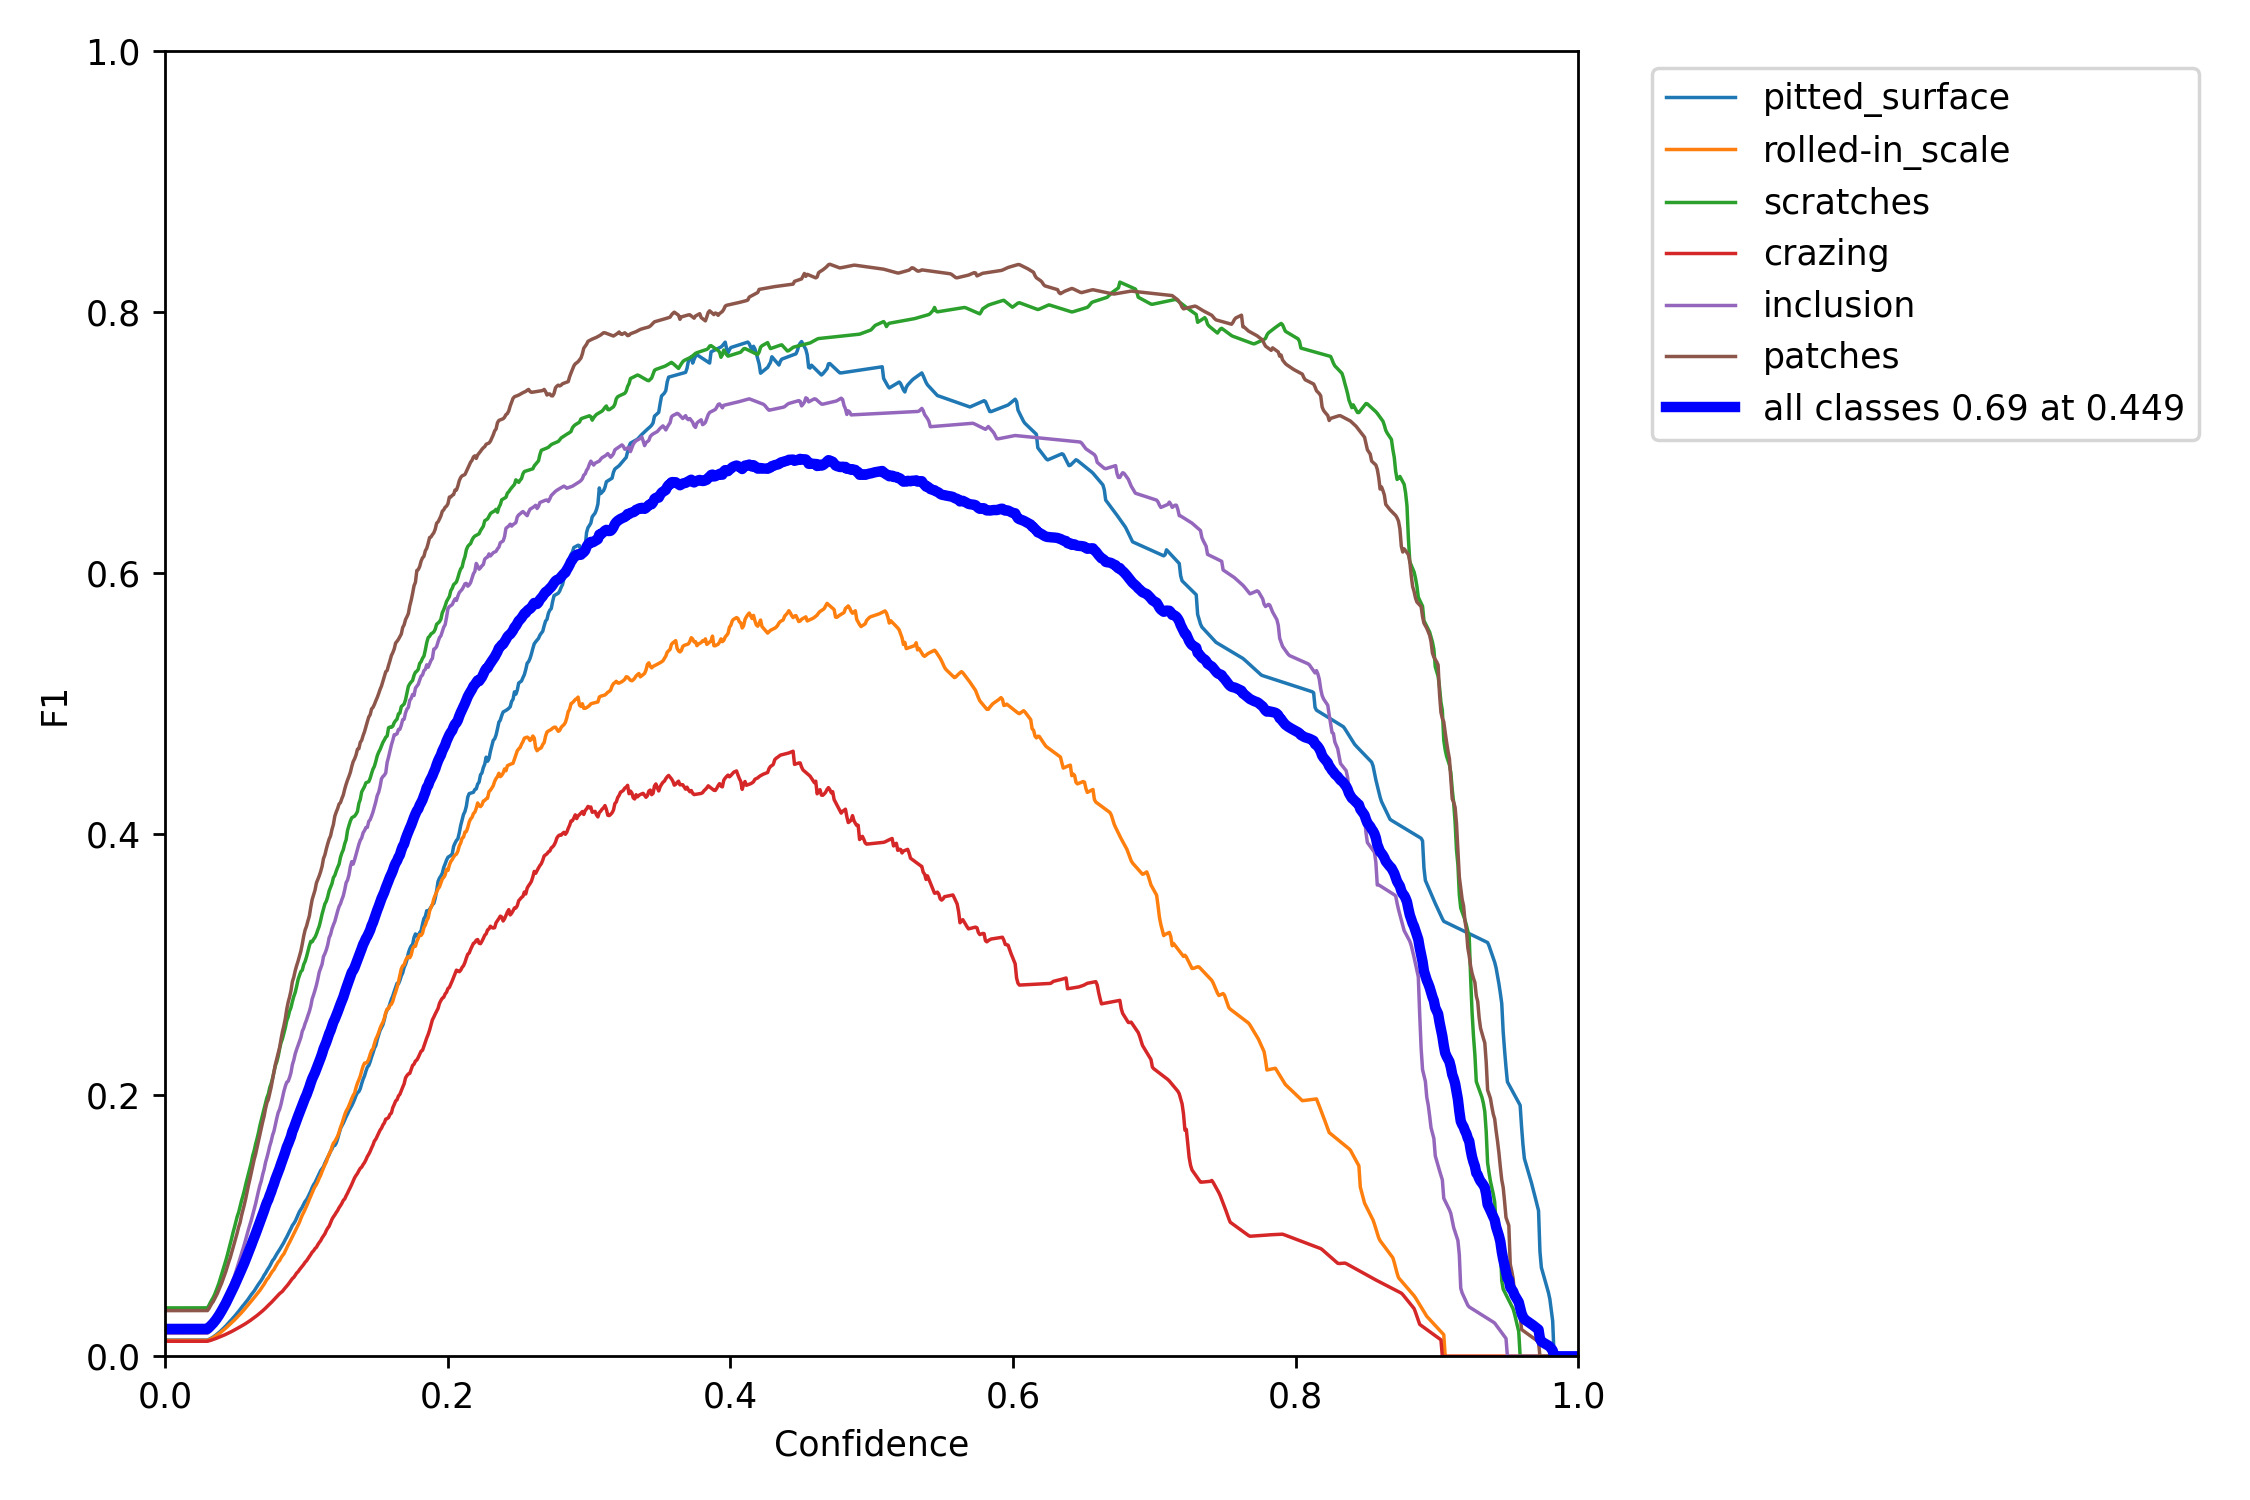 1.0
0.8
0.6
0.4
0.2
0.0
F1
0.0 0.2 0.4 0.6 0.8 1.0
Confidence
pitted_surface
rolled-in_scale
scratches
crazing
inclusion
patches
all classes 0.69 at 0.449